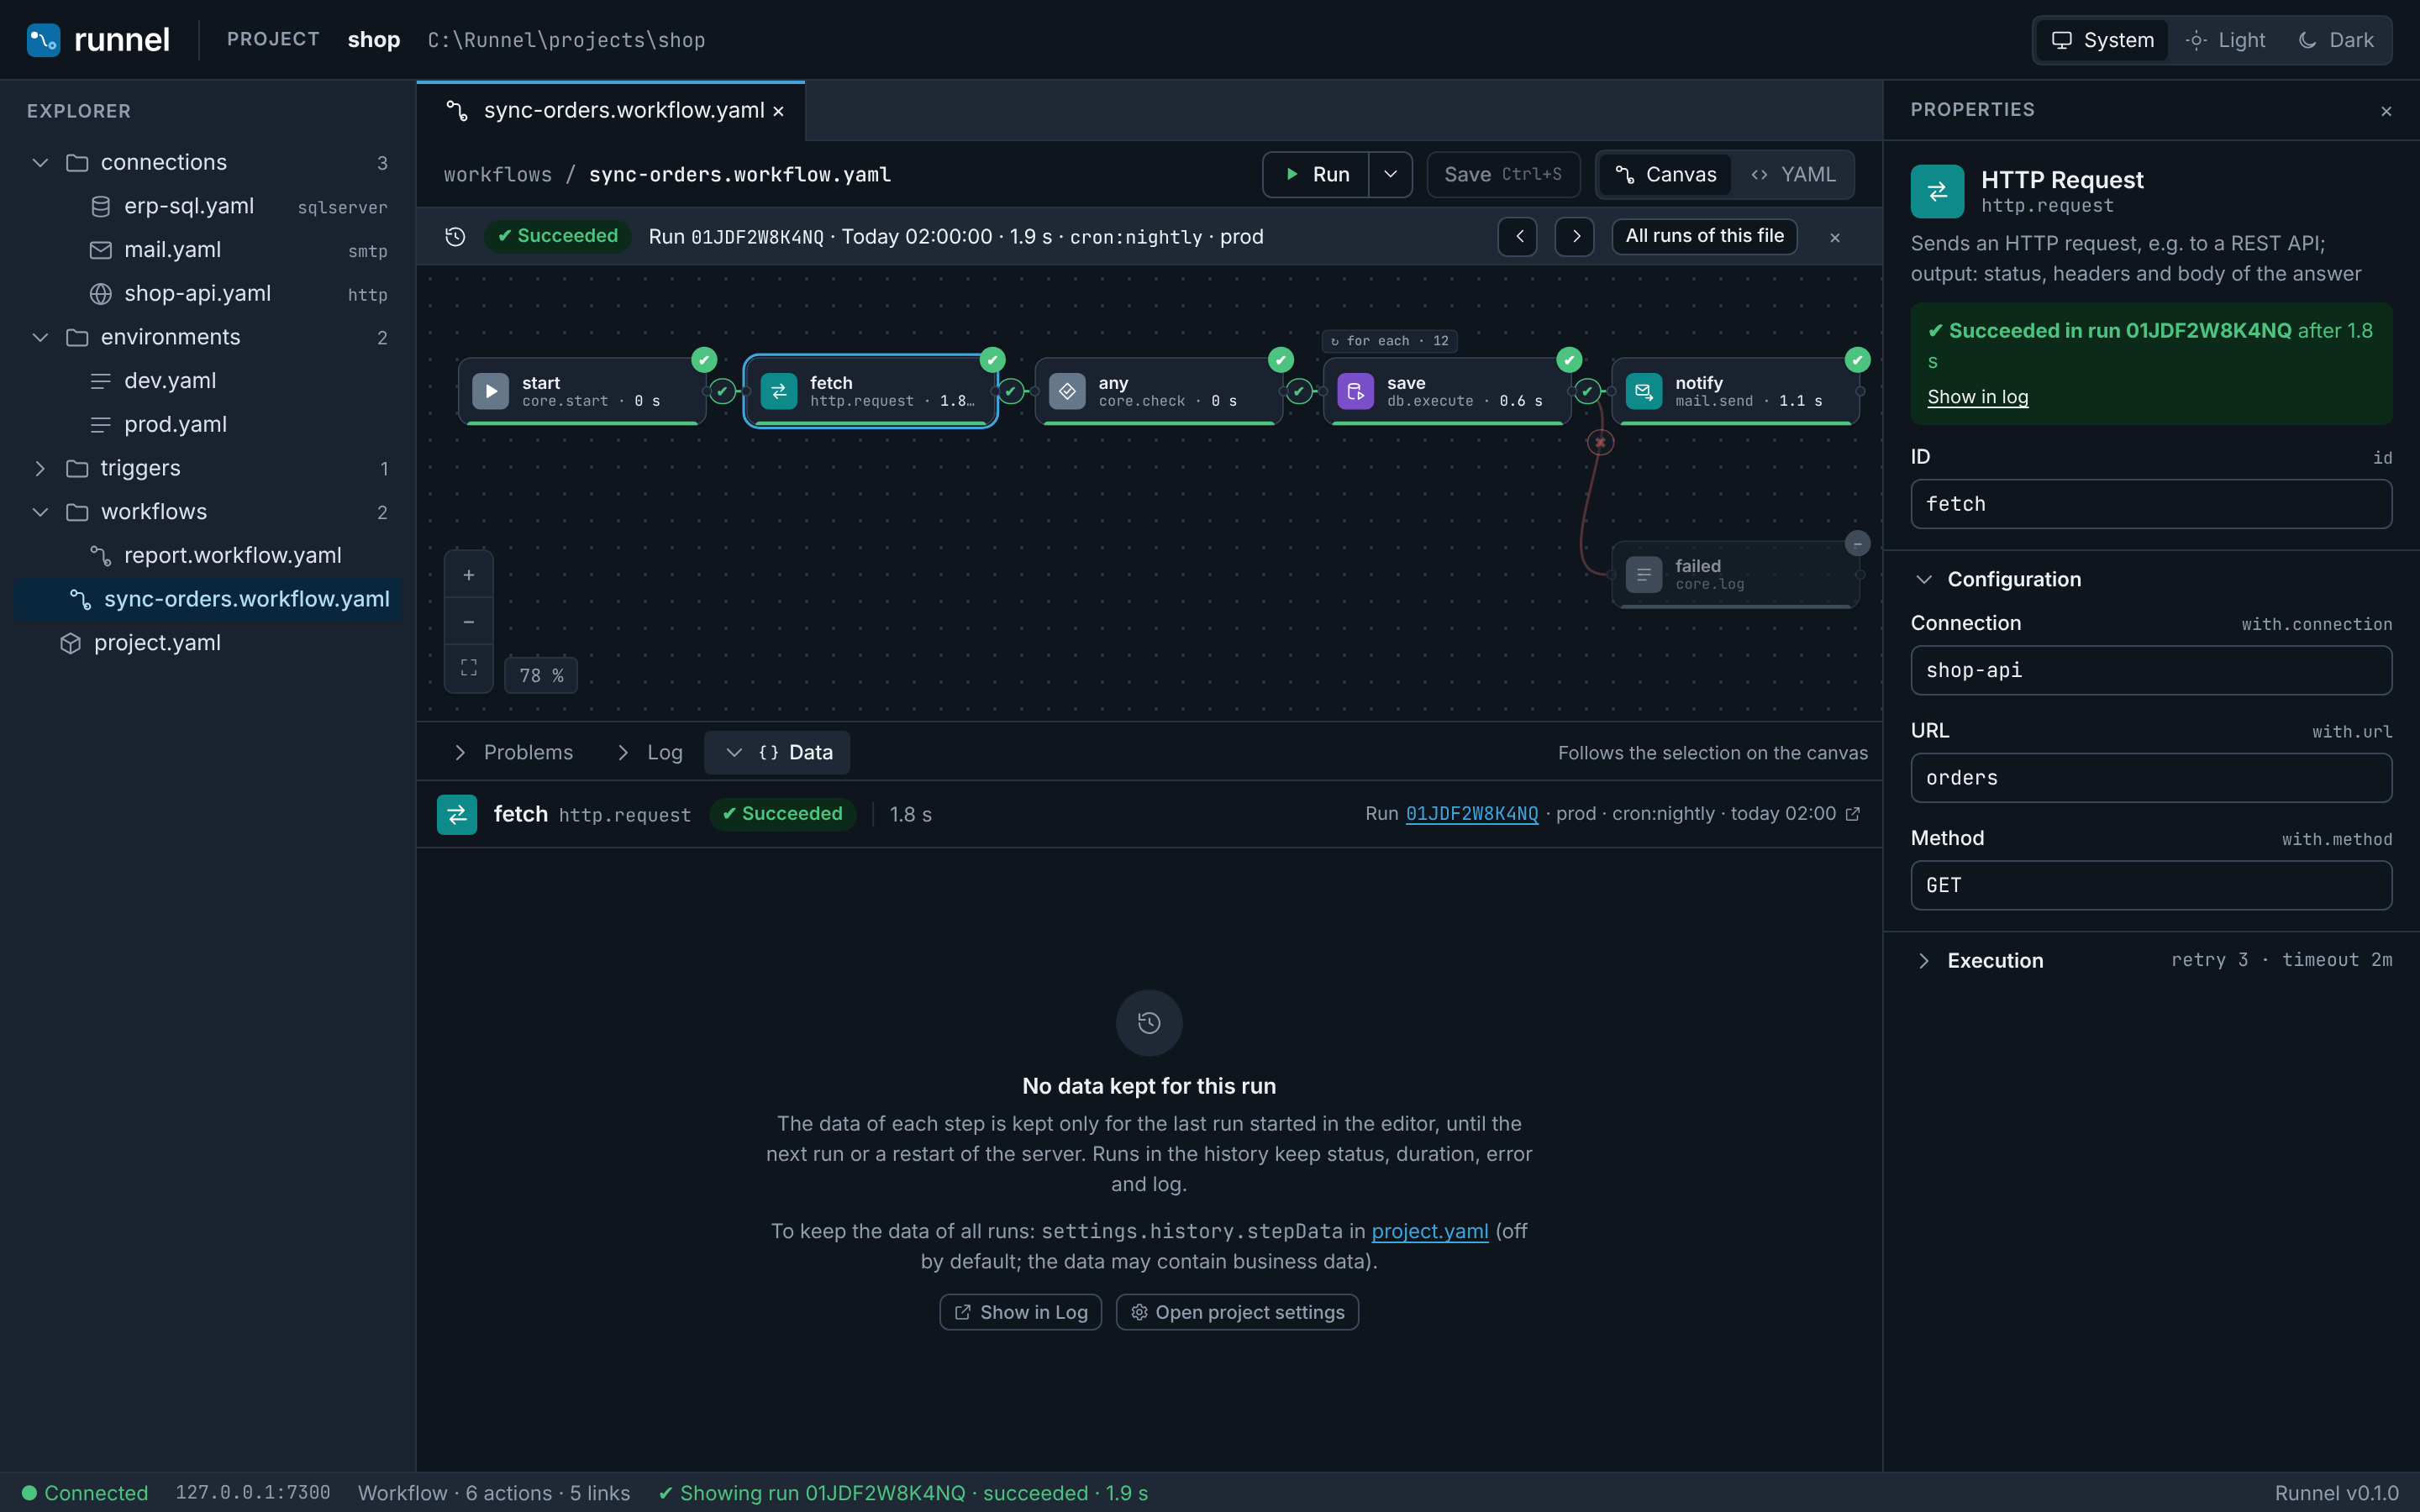 runnel
PROJECT shop C:\Runnel\projects\shop
System Light Dark
EXPLORER
connections 3
erp-sql.yaml sqlserver
mail.yaml smtp
shop-api.yaml http
environments 2
dev.yaml
prod.yaml
triggers 1
workflows 2
report.workflow.yaml
sync-orders.workflow.yaml
project.yaml
sync-orders.workflow.yaml ×
workflows / sync-orders.workflow.yaml
Run Save Ctrl+S Canvas YAML
✔ Succeeded Run 01JDF2W8K4NQ · Today 02:00:00 · 1.9 s · cron:nightly · prod
All runs of this file ×
start
core.start · 0 s
fetch
http.request · 1.8…
any
core.check · 0 s
↻ for each · 12
save
db.execute · 0.6 s
notify
mail.send · 1.1 s
failed
core.log
+
−
78 %
Problems Log {} Data
Follows the selection on the canvas
fetch http.request ✔ Succeeded 1.8 s
Run 01JDF2W8K4NQ · prod · cron:nightly · today 02:00
No data kept for this run
The data of each step is kept only for the last run started in the editor, until the
next run or a restart of the server. Runs in the history keep status, duration, error
and log.
To keep the data of all runs: settings.history.stepData in project.yaml (off
by default; the data may contain business data).
Show in Log Open project settings
PROPERTIES ×
HTTP Request
http.request
Sends an HTTP request, e.g. to a REST API;
output: status, headers and body of the answer
✔ Succeeded in run 01JDF2W8K4NQ after 1.8
s
Show in log
ID id
fetch
Configuration
Connection with.connection
shop-api
URL with.url
orders
Method with.method
GET
Execution retry 3 · timeout 2m
Connected 127.0.0.1:7300 Workflow · 6 actions · 5 links ✔ Showing run 01JDF2W8K4NQ · succeeded · 1.9 s
Runnel v0.1.0